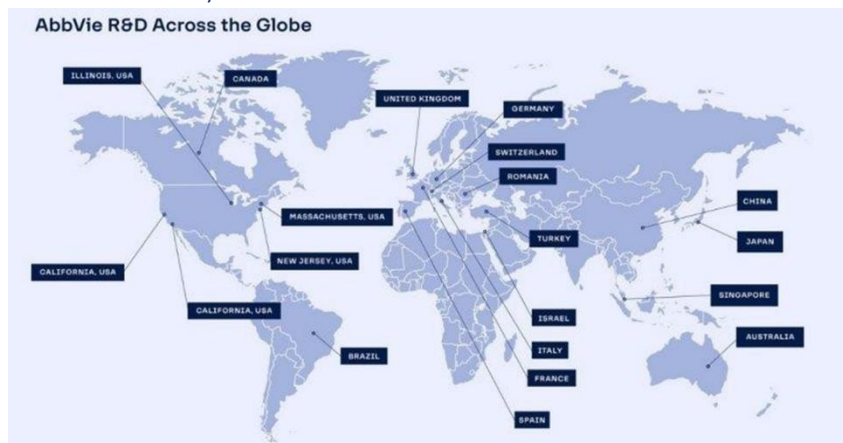 AbbVie R&D Across the Globe
ILLINOIS, USA
CANADA
UNITED KINGDOM
GERMANY
SWITZERLAND
ROMANIA
CHINA
MASSACHUSETTS, USA
TURKEY
JAPAN
NEW JERSEY, USA
CALIFORNIA, USA
SINGAPORE
CALIFORNIA, USA
ISRAEL
AUSTRALIA
ITALY
BRAZIL
FRANCE
SPAIN